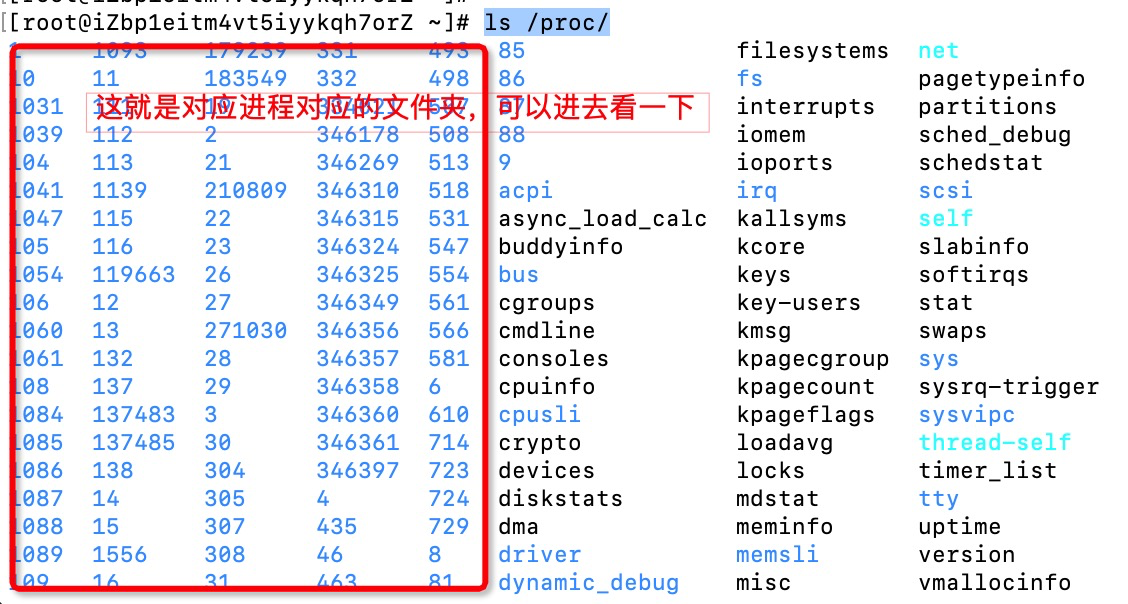 [[root@iZbp1eitm4vt5iyykqh7orZ ~]# ls /proc/
1 1093 179239 331 493 85 filesystems net
10 11 183549 332 498 86 fs pagetypeinfo
1031 111 19 507 87 interrupts partitions
这就是对应进程对应的文件夹，可以进去看一下
1039 112 2 346178 508 88 iomem sched_debug
104 113 21 346269 513 9 ioports schedstat
1041 1139 210809 346310 518 acpi irq scsi
1047 115 22 346315 531 async_load_calc kallsyms self
105 116 23 346324 547 buddyinfo kcore slabinfo
1054 119663 26 346325 554 bus keys softirqs
106 12 27 346349 561 cgroups key-users stat
1060 13 271030 346356 566 cmdline kmsg swaps
1061 132 28 346357 581 consoles kpagecgroup sys
108 137 29 346358 6 cpuinfo kpagecount sysrq-trigger
1084 137483 3 346360 610 cpusli kpageflags sysvipc
1085 137485 30 346361 714 crypto loadavg thread-self
1086 138 304 346397 723 devices locks timer_list
1087 14 305 4 724 diskstats mdstat tty
1088 15 307 435 729 dma meminfo uptime
1089 1556 308 46 8 driver memsli version
109 16 31 463 81 dynamic_debug misc vmallocinfo